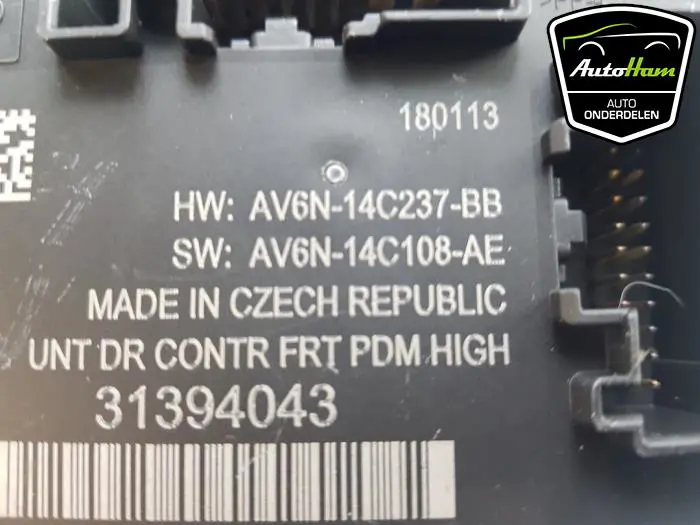 AutoHam
AUTO
ONDERDELEN
180113
HW: AV6N-14C237-BB
SW: AV6N-14C108-AE
MADE IN CZECH REPUBLIC
UNT DR CONTR FRT PDM HIGH
31394043